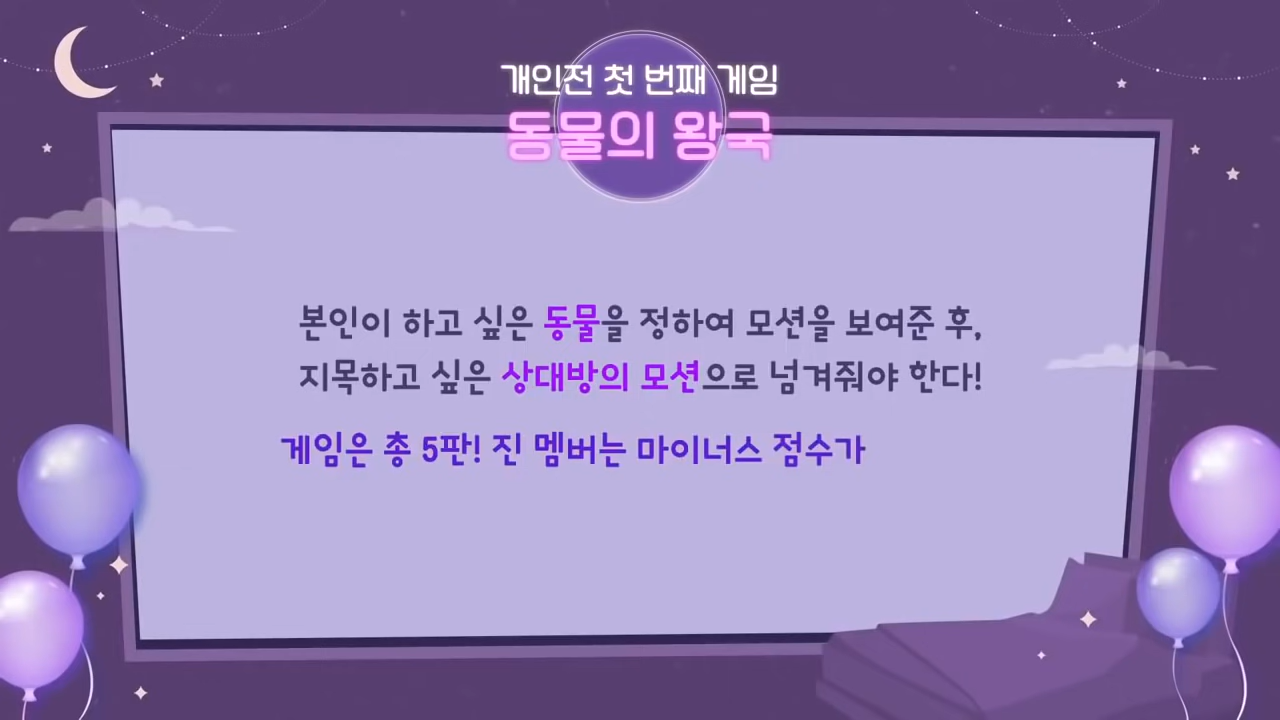 개인전 첫 번째 게임
동물의 왕국
본인이 하고 싶은 동물을 정하여 모션을 보여준 후,
지목하고 싶은 상대방의 모션으로 넘겨줘야 한다!
게임은 총 5판! 진 멤버는 마이너스 점수가